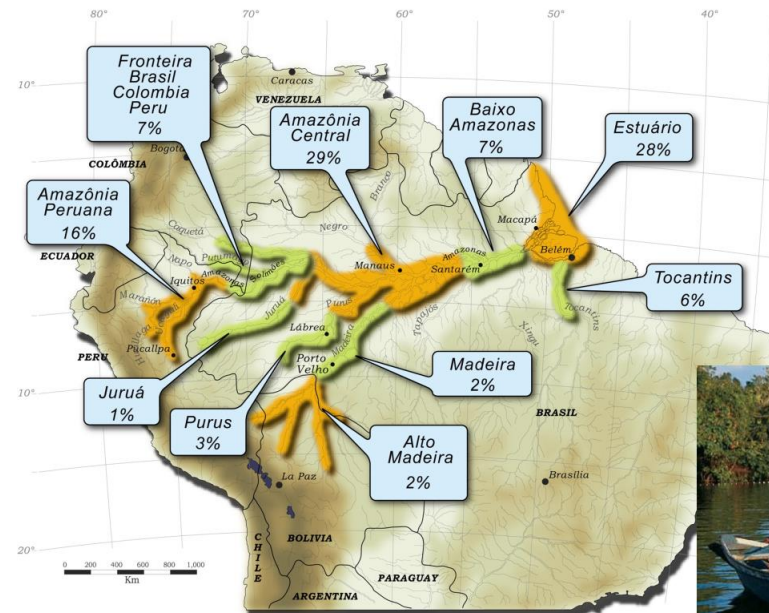 40°
50°
60°
70°
80°
Fronteira
Brasil
Colombia
Peru
7%
Caracas
VENEZUELA
10°
Amazônia
Central
29%
Baixo
Amazonas
7%
Estuário
28%
Bogotá
COLÔMBIA
Branco
Macapá
Amazônia
Peruana
16%
Negro
Coquetá
Belém
ECUADOR
Napo
Putumayo
Amazonas
Manaus
Santarém
Iquitos
Amazonas
Solimões
Tocantins
6%
Marañón
Juruá
Purus
Tapajós
Tocantins
Xingu
Lábrea
Madeira
Pucallpa
PERU
Porto
Velho
Madeira
2%
Juruá
1%
10°
Purus
3%
BRASIL
Alto
Madeira
2%
La Paz
Brasília
BOLIVIA
CHILE
20°
0 200 400 600 800 1,000
Km
PARAGUAY
ARGENTINA